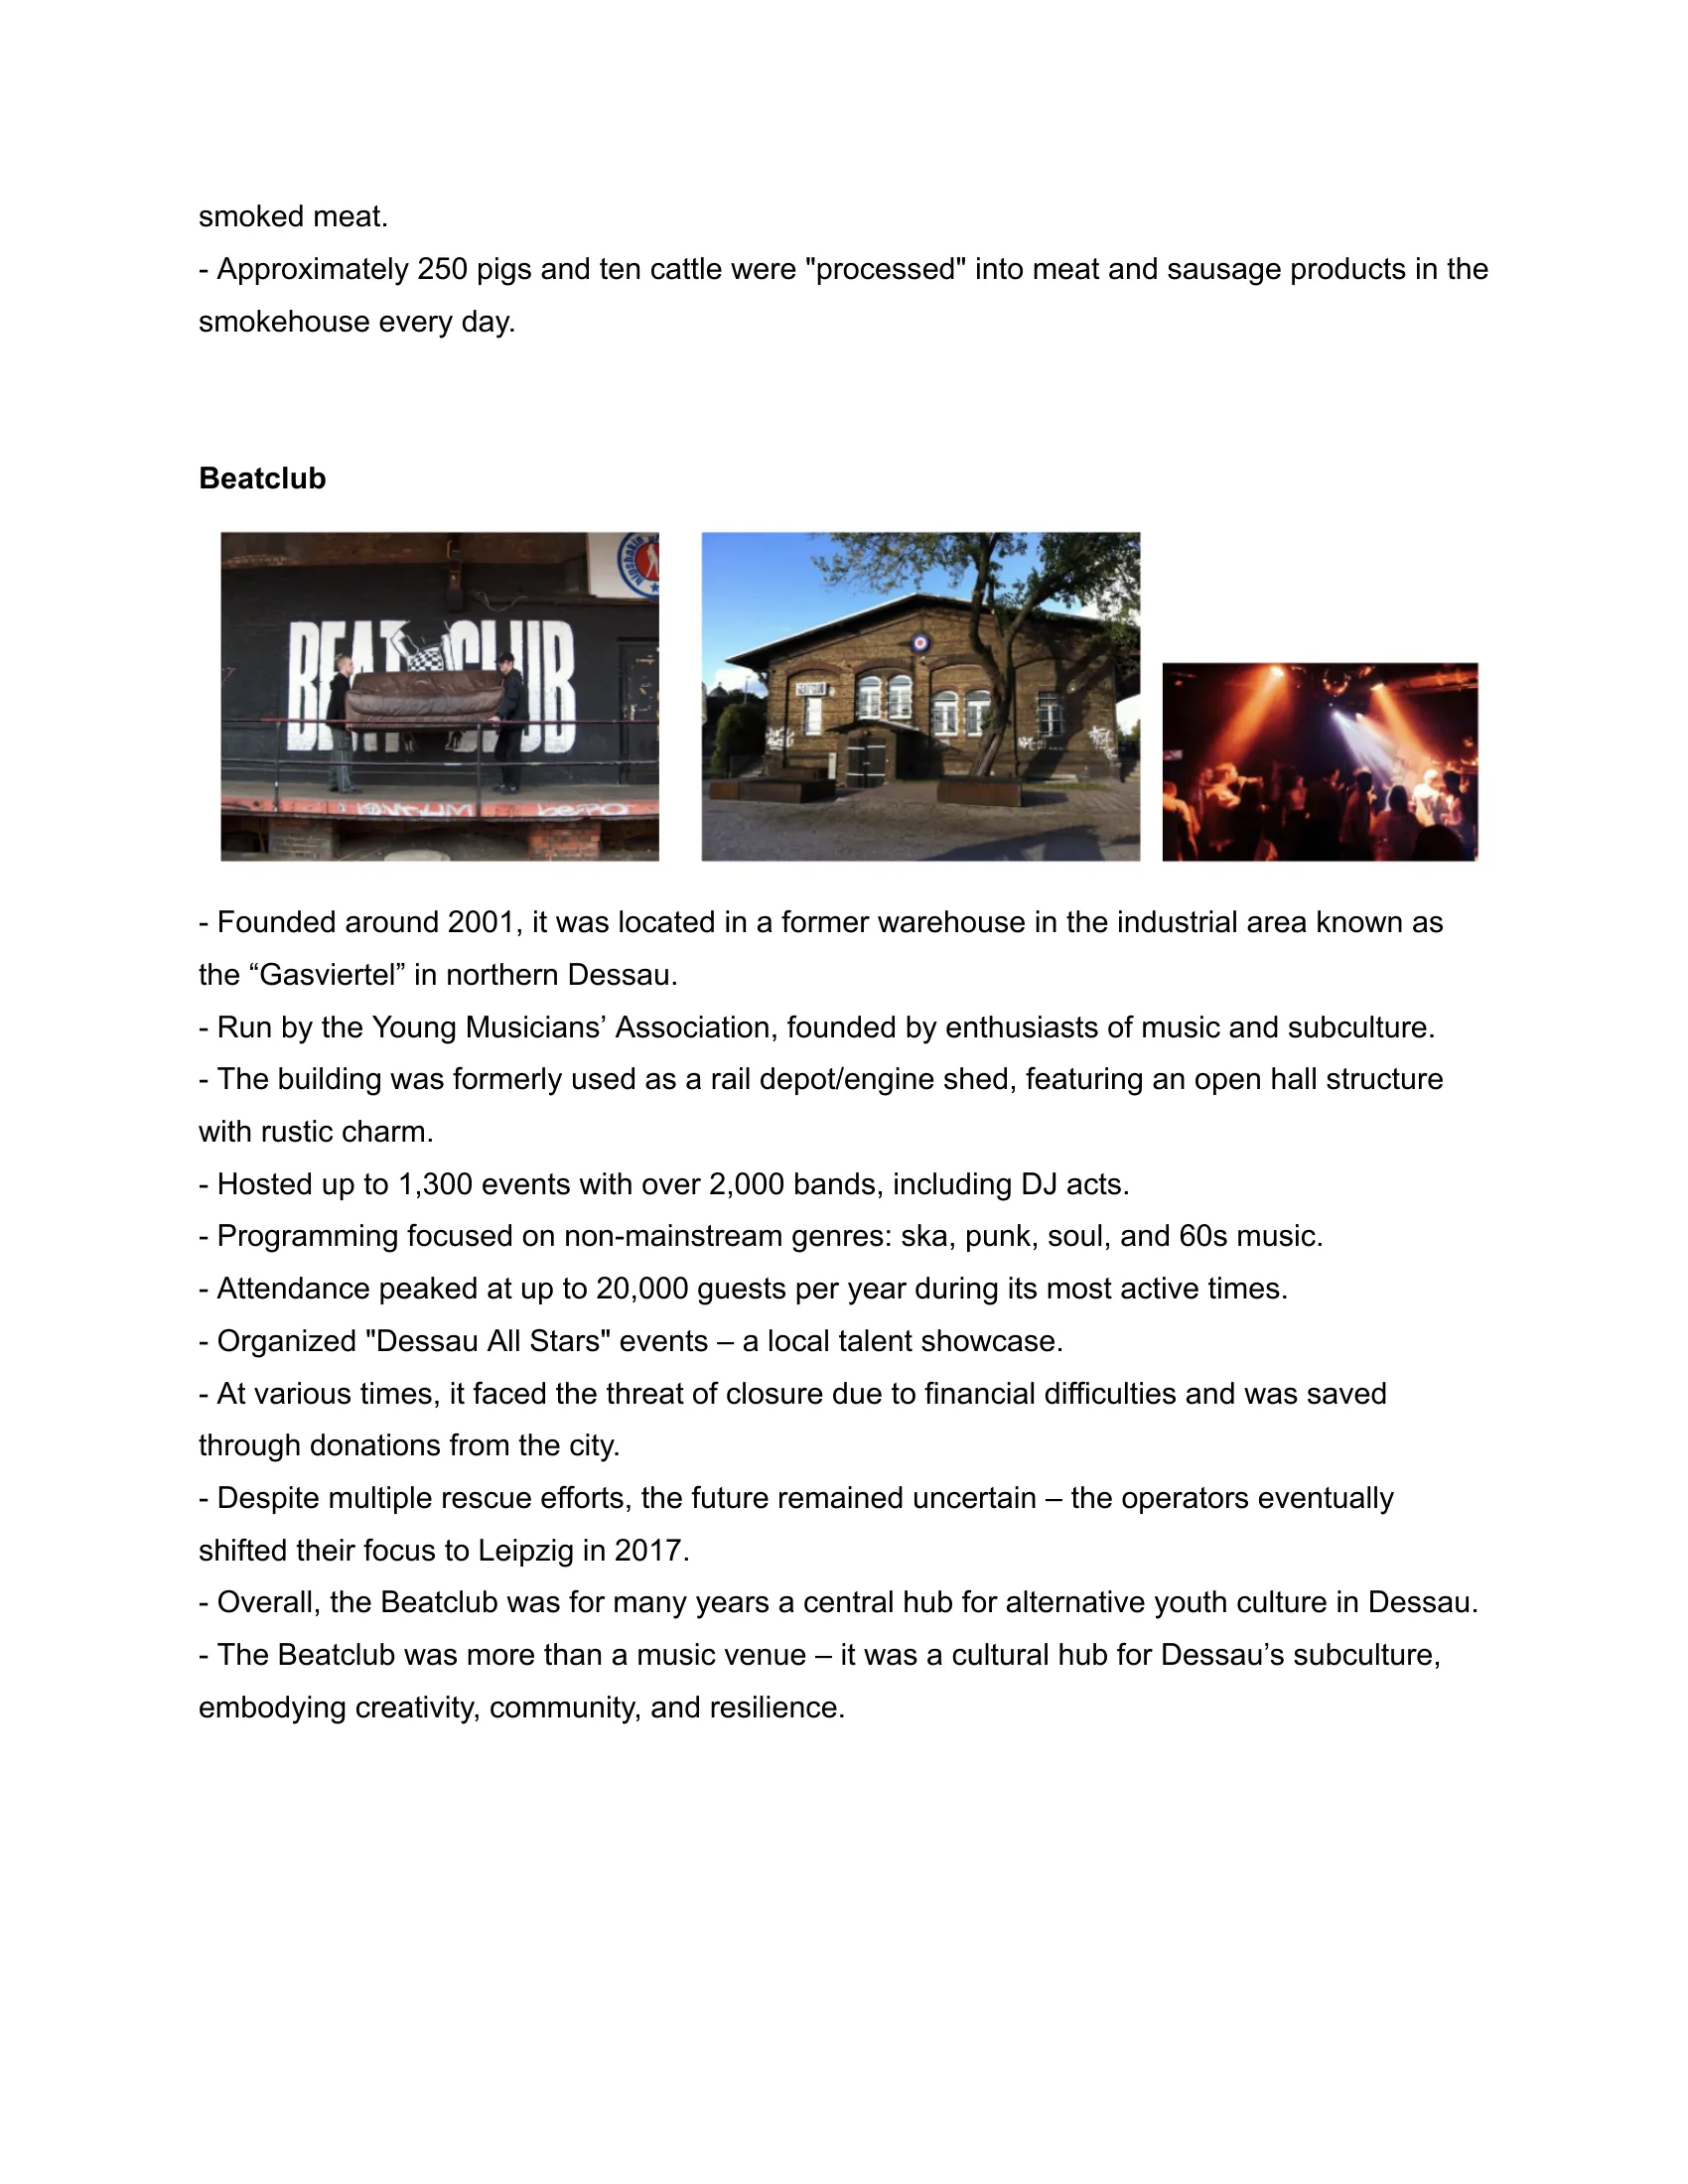 smoked meat.
- Approximately 250 pigs and ten cattle were "processed" into meat and sausage products in the
smokehouse every day.
Beatclub
BEAT CLUB
BEATCLUB
- Founded around 2001, it was located in a former warehouse in the industrial area known as
the “Gasviertel” in northern Dessau.
- Run by the Young Musicians’ Association, founded by enthusiasts of music and subculture.
- The building was formerly used as a rail depot/engine shed, featuring an open hall structure
with rustic charm.
- Hosted up to 1,300 events with over 2,000 bands, including DJ acts.
- Programming focused on non-mainstream genres: ska, punk, soul, and 60s music.
- Attendance peaked at up to 20,000 guests per year during its most active times.
- Organized "Dessau All Stars" events – a local talent showcase.
- At various times, it faced the threat of closure due to financial difficulties and was saved
through donations from the city.
- Despite multiple rescue efforts, the future remained uncertain – the operators eventually
shifted their focus to Leipzig in 2017.
- Overall, the Beatclub was for many years a central hub for alternative youth culture in Dessau.
- The Beatclub was more than a music venue – it was a cultural hub for Dessau’s subculture,
embodying creativity, community, and resilience.